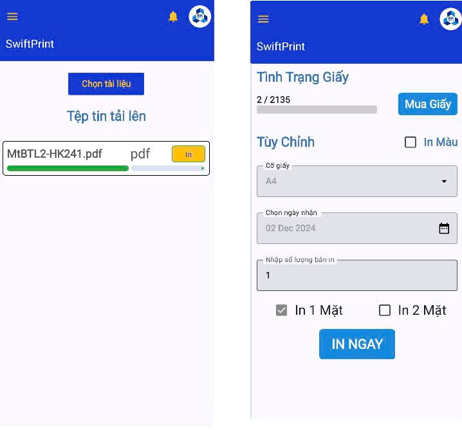 SwiftPrint
Chọn tài liệu
Tệp tin tải lên
MtBTL2-HK241.pdf pdf In
SwiftPrint
Tình Trạng Giấy
2 / 2135
Mua Giấy
Tùy Chỉnh In Màu
Cỡ giấy
A4
Chọn ngày nhận
02 Dec 2024
Nhập số lượng bản in
1
In 1 Mặt In 2 Mặt
IN NGAY